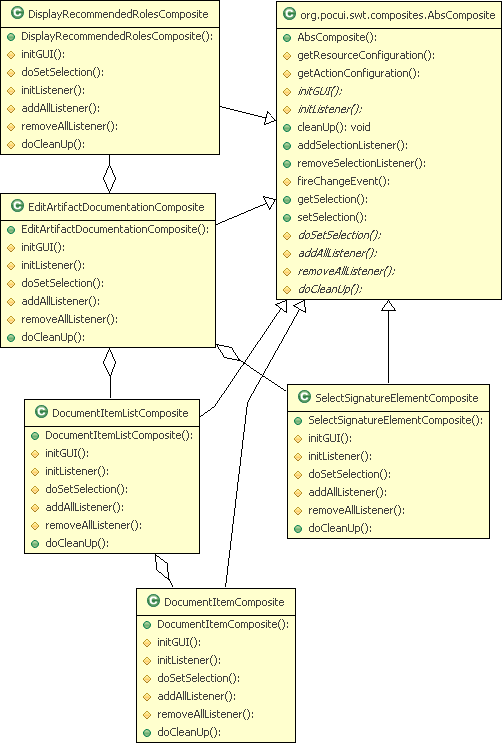 DisplayRecommendedRolesComposite
DisplayRecommendedRolesComposite():
initGUI():
doSetSelection():
initListener():
addAllListener():
removeAllListener():
doCleanUp():
org.pocui.swt.composites.AbsComposite
AbsComposite():
getResourceConfiguration():
getActionConfiguration():
initGUI():
initListener():
cleanUp(): void
addSelectionListener():
removeSelectionListener():
fireChangeEvent():
getSelection():
setSelection():
doSetSelection():
addAllListener():
removeAllListener():
doCleanUp():
EditArtifactDocumentationComposite
EditArtifactDocumentationComposite():
initGUI():
initListener():
doSetSelection():
addAllListener():
removeAllListener():
doCleanUp():
DocumentItemListComposite
DocumentItemListComposite():
initGUI():
initListener():
doSetSelection():
addAllListener():
removeAllListener():
doCleanUp():
SelectSignatureElementComposite
SelectSignatureElementComposite():
initGUI():
initListener():
doSetSelection():
addAllListener():
removeAllListener():
doCleanUp():
DocumentItemComposite
DocumentItemComposite():
initGUI():
initListener():
doSetSelection():
addAllListener():
removeAllListener():
doCleanUp():